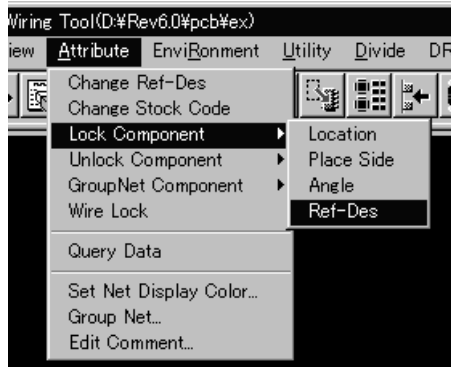 Wiring Tool(D:¥Rev6.0¥pcb¥ex)
iew Attribute EnviRonment Utility Divide DR
Change Ref-Des
Change Stock Code
Lock Component
Location
Unlock Component
Place Side
GroupNet Component
Angle
Wire Lock
Ref-Des
Query Data
Set Net Display Color...
Group Net...
Edit Comment...